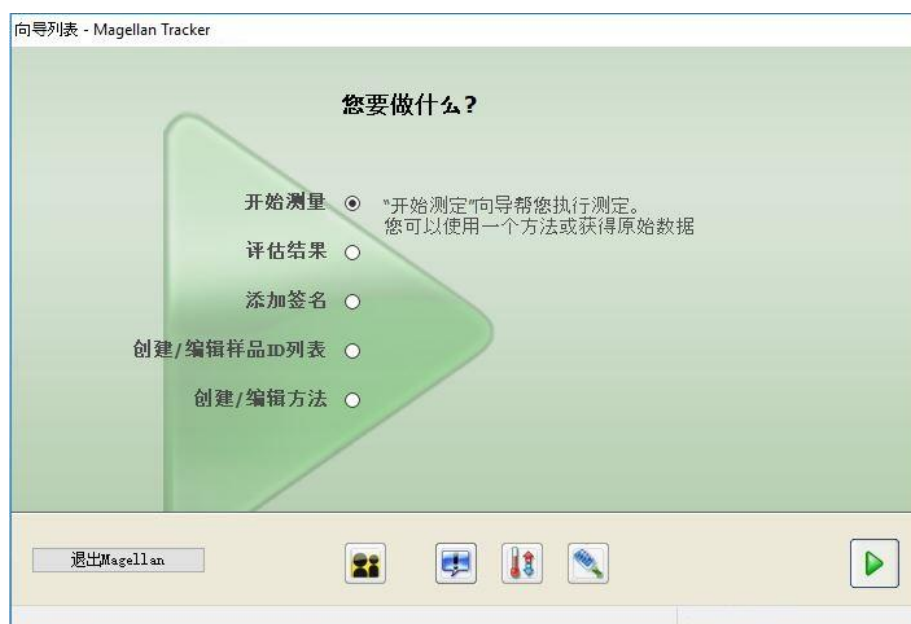 向导列表 - Magellan Tracker
您要做什么?
开始测量
"开始测定"向导帮您执行测定。
您可以使用一个方法或获得原始数据
评估结果
添加签名
创建/编辑样品ID列表
创建/编辑方法
退出Magellan